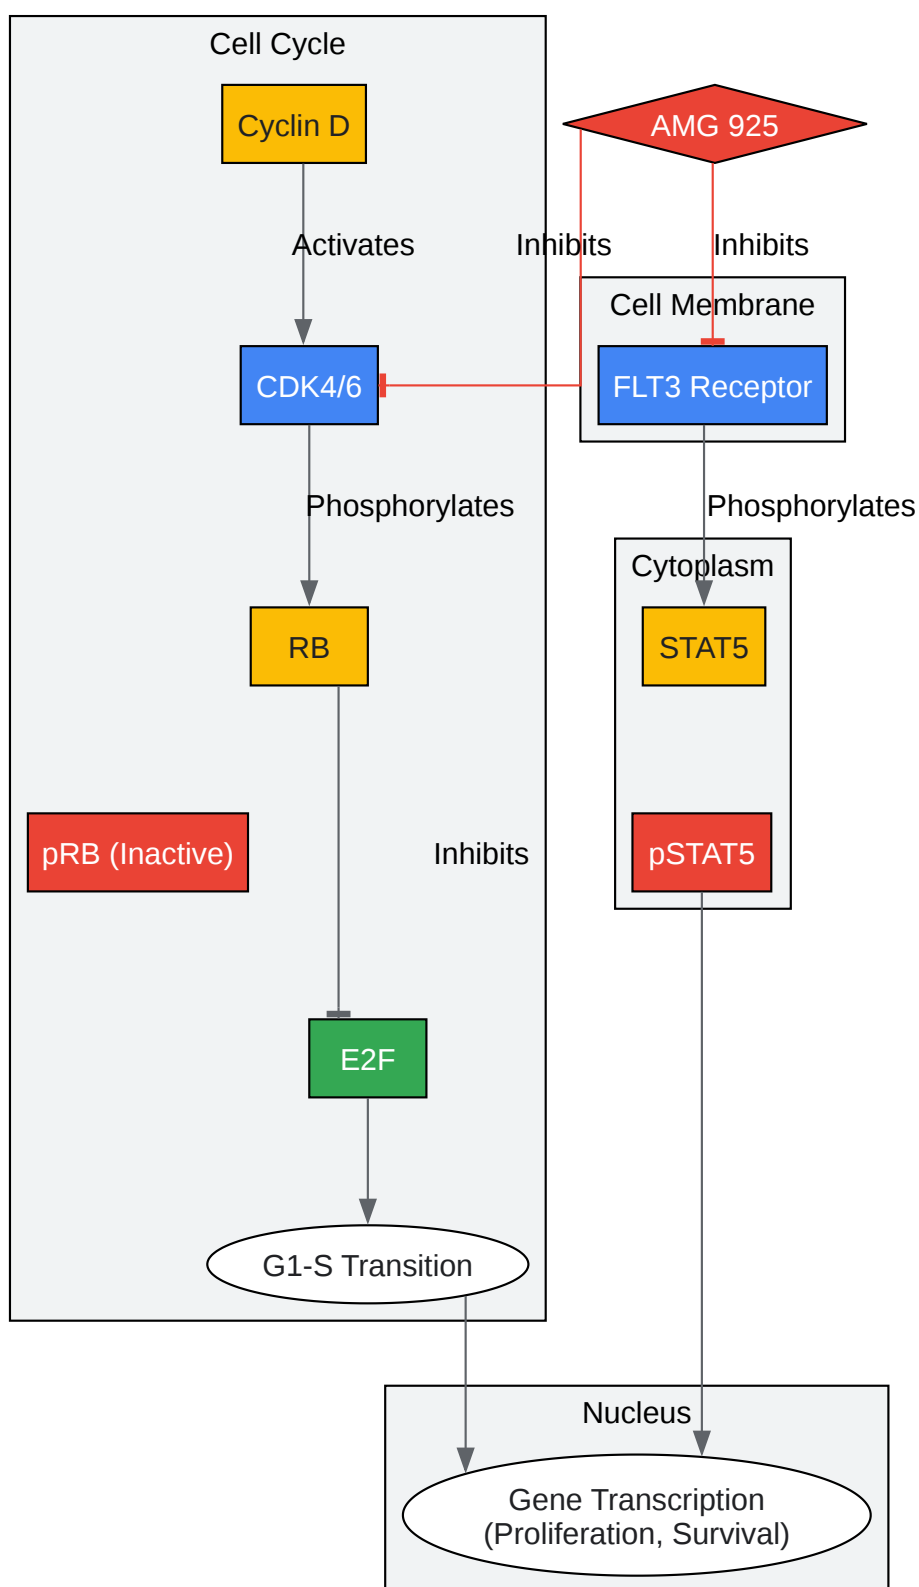 Cell Cycle
Cyclin D
AMG 925
Activates
Inhibits
Inhibits
Cell Membrane
CDK4/6
FLT3 Receptor
Phosphorylates
Phosphorylates
Cytoplasm
RB
STAT5
pRB (Inactive)
Inhibits
pSTAT5
E2F
G1-S Transition
Nucleus
Gene Transcription
(Proliferation, Survival)